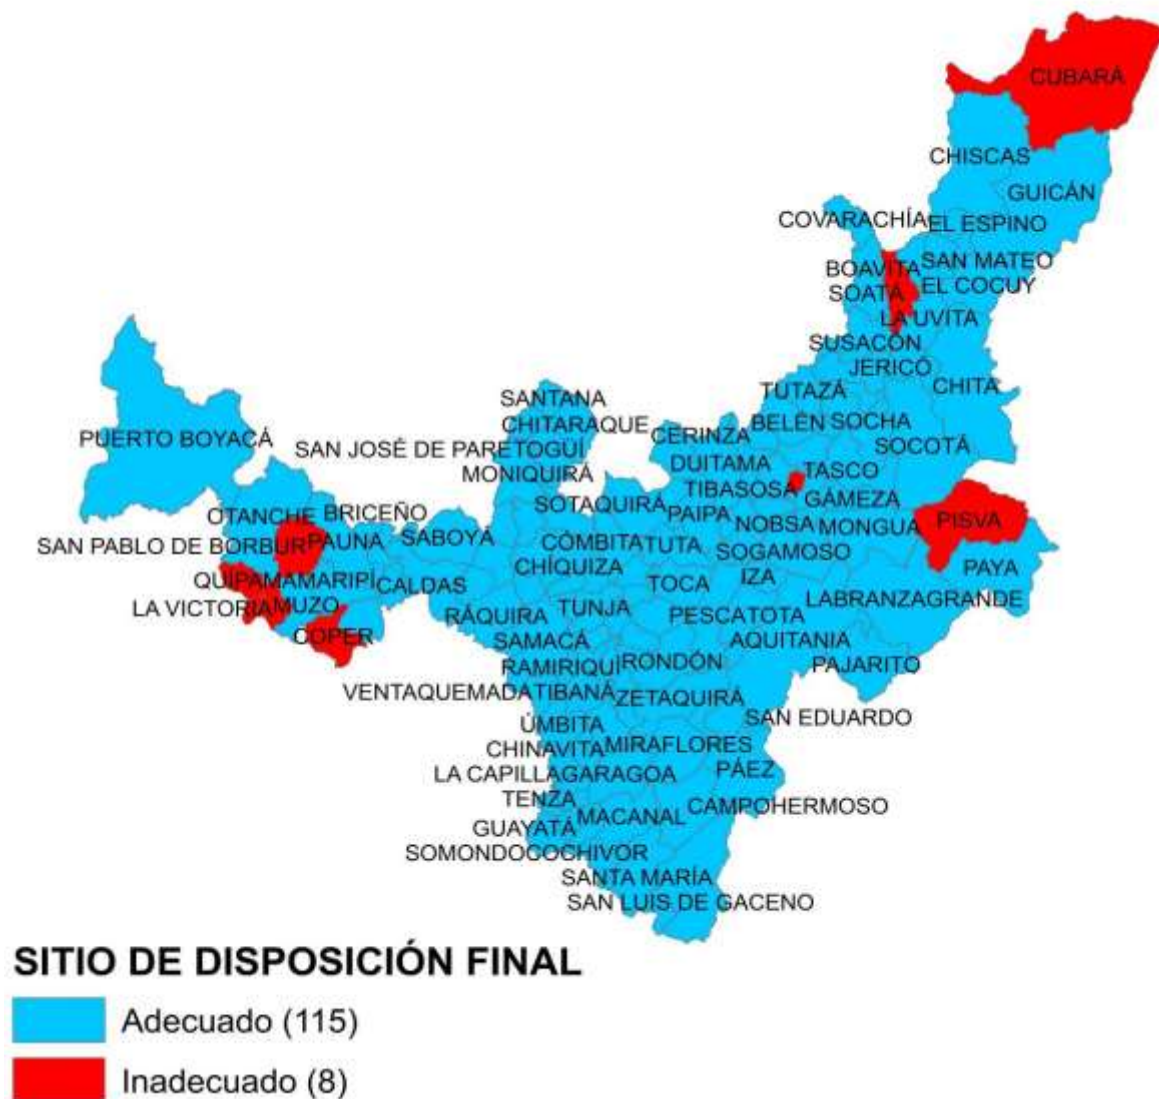 CUBARÁ
CHISCAS
GUICÁN
COVARACHÍA EL ESPINO
BOAVITA SAN MATEO
SOATÁ EL COCUY
LA UVITA
SUSACÓN
JERICÓ
TUTAZÁ CHITA
SANTANA
CHITARAQUE BELÉN SOCHA
PUERTO BOYACÁ SAN JOSÉ DE PARETOGUÍ CERINZA SOCOTÁ
MONIQUIRÁ DUITAMA TASCO
TIBASOSA GÁMEZA
OTANCHE BRICEÑO SOTAQUIRÁ PAIPA NOBSA MONGUA PISVA
SAN PABLO DE BORBUR PAUNA SABOYÁ CÓMBITA TUTA SOGAMOSO
CHÍQUIZA IZA PAYA
QUÍPAMA MARIPÍ CALDAS TOCA LABRANZAGRANDE
LA VICTORIA MUZO RÁQUIRA TUNJA PESCA TOTA
COPER SAMACÁ AQUITANIA
RAMIRIQUÍ RONDÓN PAJARITO
VENTAQUEMADA TIBANÁ ZETAQUIRÁ
ÚMBITA SAN EDUARDO
CHINAVITA MIRAFLORES
LA CAPILLA GARAGOA PÁEZ
TENZA MACANAL CAMPOHERMOSO
GUAYATÁ
SOMONDOCO CHIVOR
SANTA MARÍA
SAN LUIS DE GACENO
SITIO DE DISPOSICIÓN FINAL
Adecuado (115)
Inadecuado (8)